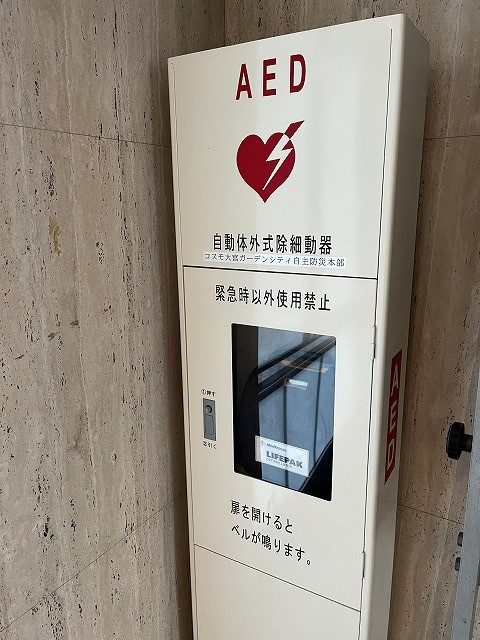 AED
自動体外式除細動器
コスモ大宮ガーデンシティ自主防災本部
緊急時以外使用禁止
①押す
②引く
Medtronic
LIFEPAK
扉を開けると
ベルが鳴ります。
AED